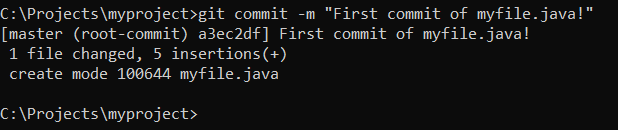 C:\Projects\myproject>git commit -m "First commit of myfile.java!"
[master (root-commit) a3ec2df] First commit of myfile.java!
 1 file changed, 5 insertions(+)
 create mode 100644 myfile.java
C:\Projects\myproject>